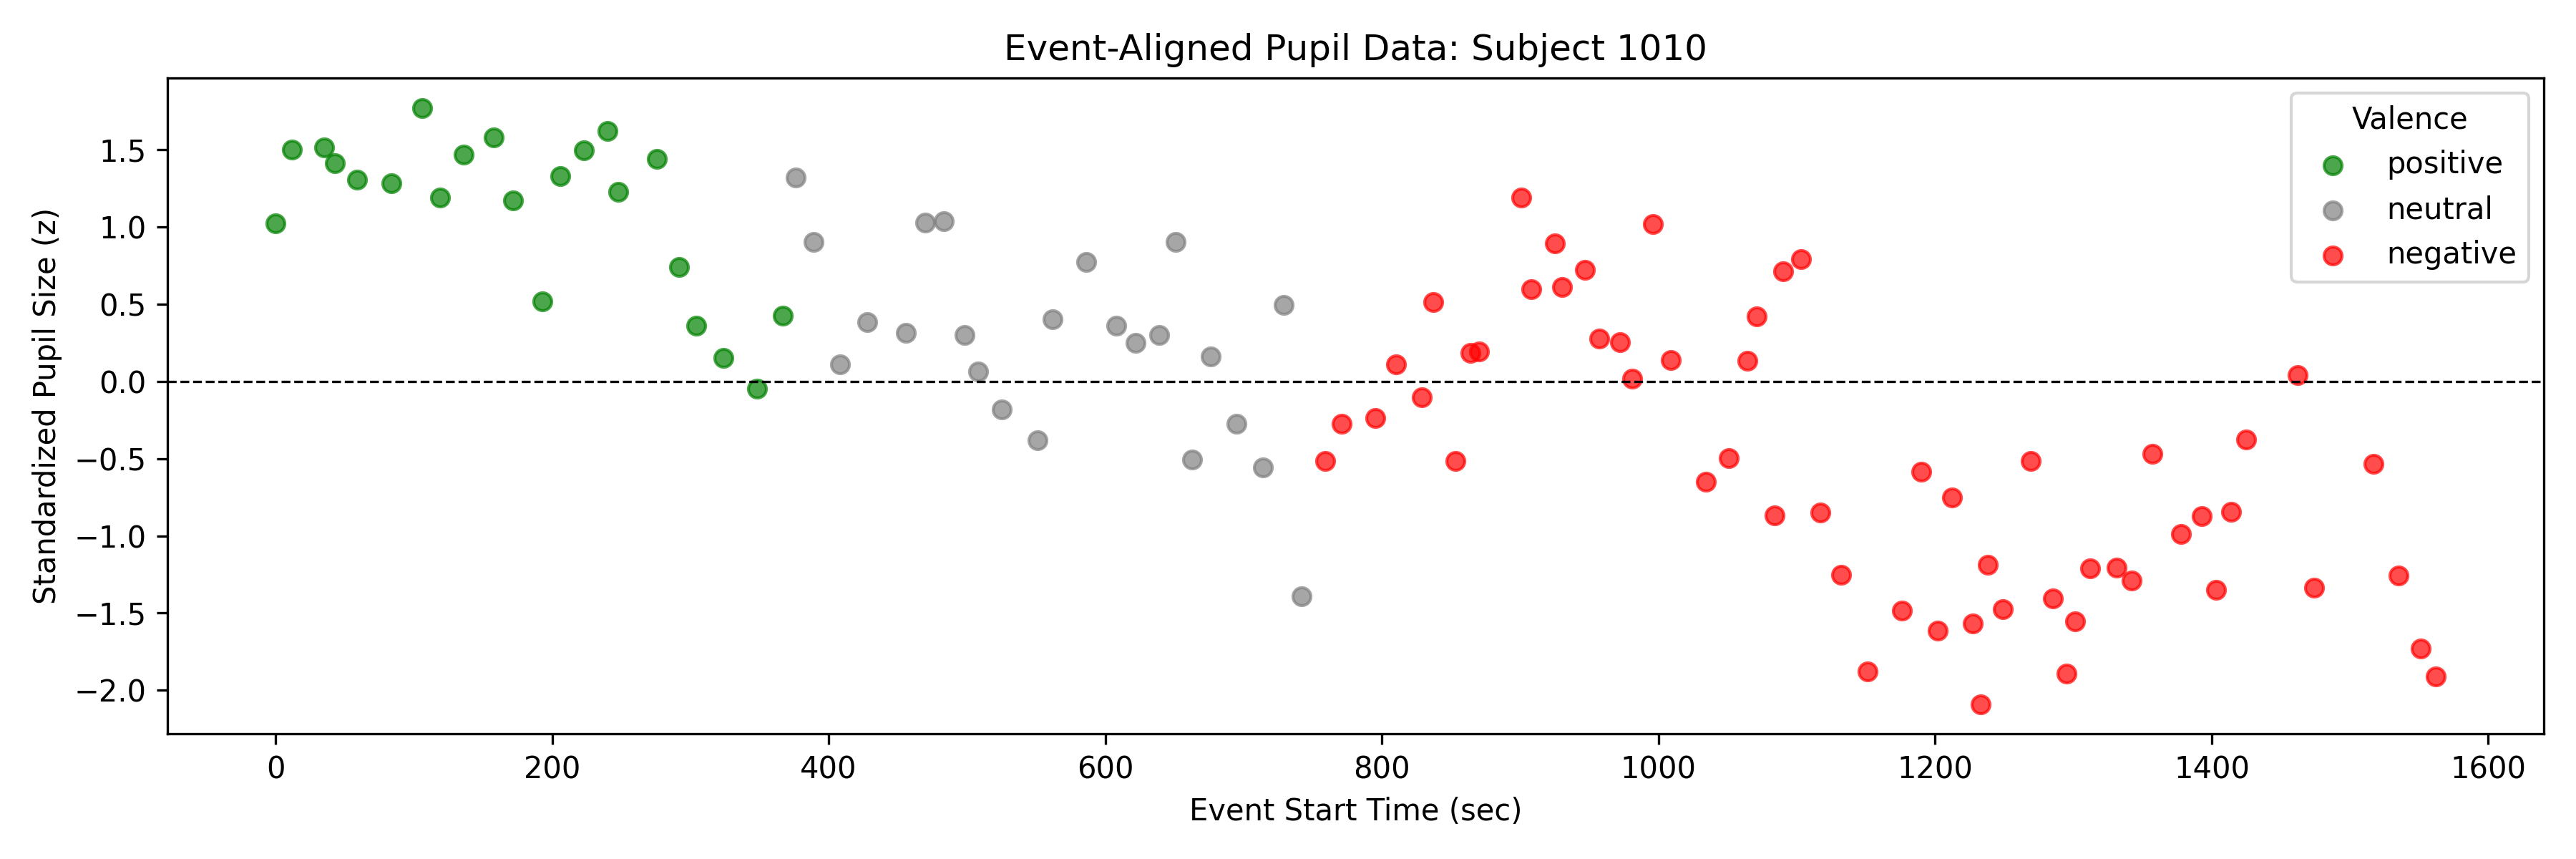 Event-Aligned Pupil Data: Subject 1010
Standardized Pupil Size (z)
1.5
1.0
0.5
0.0
−0.5
−1.0
−1.5
−2.0
Valence
positive
neutral
negative
0 200 400 600 800 1000 1200 1400 1600
Event Start Time (sec)